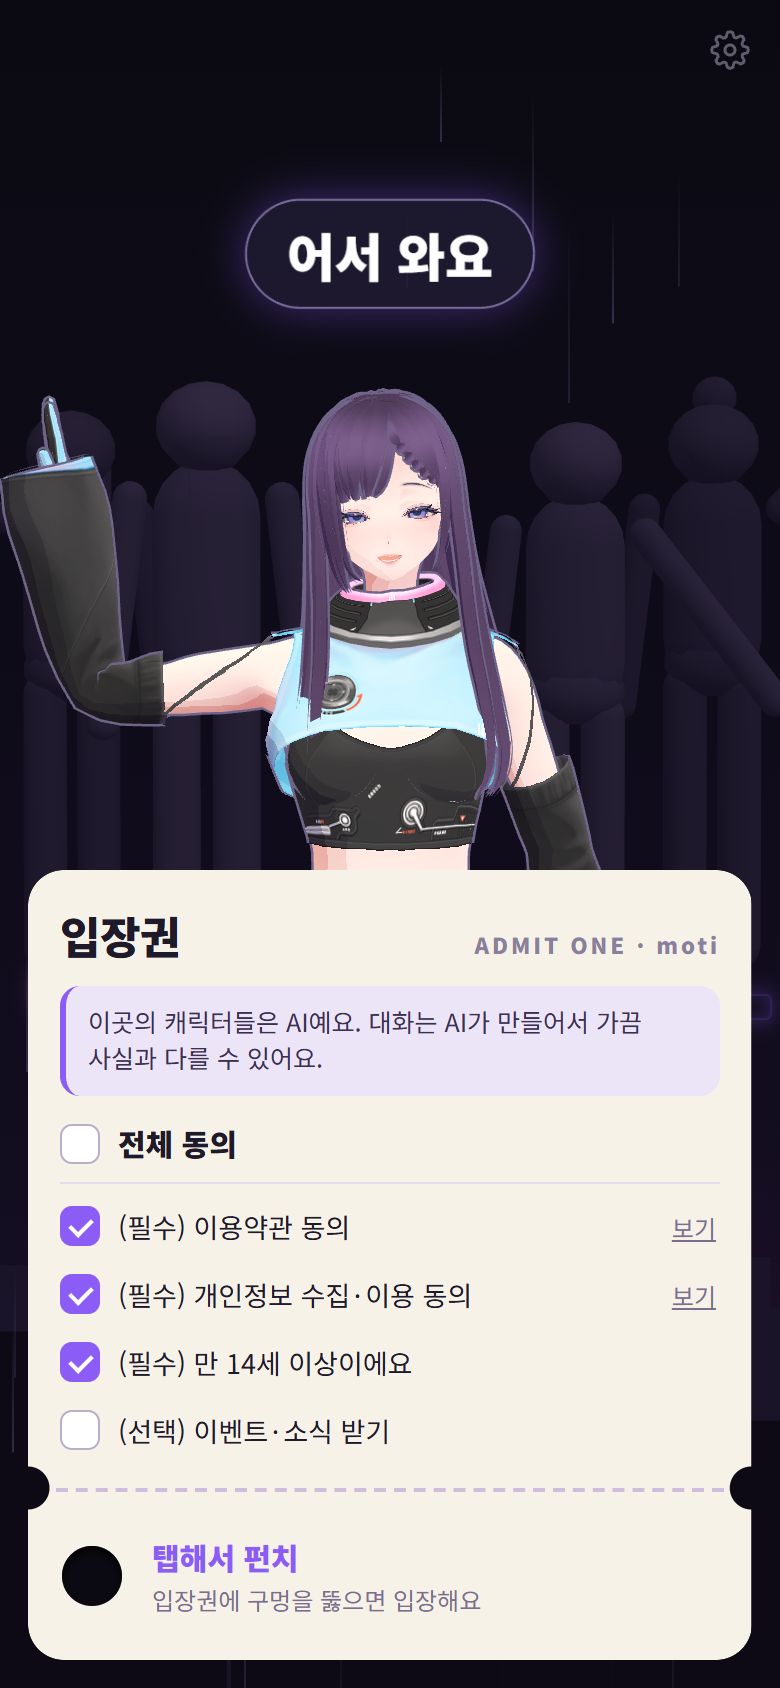 어서 와요
입장권
ADMIT ONE · moti
이곳의 캐릭터들은 AI예요. 대화는 AI가 만들어서 가끔
사실과 다를 수 있어요.
전체 동의
(필수) 이용약관 동의 보기
(필수) 개인정보 수집·이용 동의 보기
(필수) 만 14세 이상이에요
(선택) 이벤트·소식 받기
탭해서 펀치
입장권에 구멍을 뚫으면 입장해요